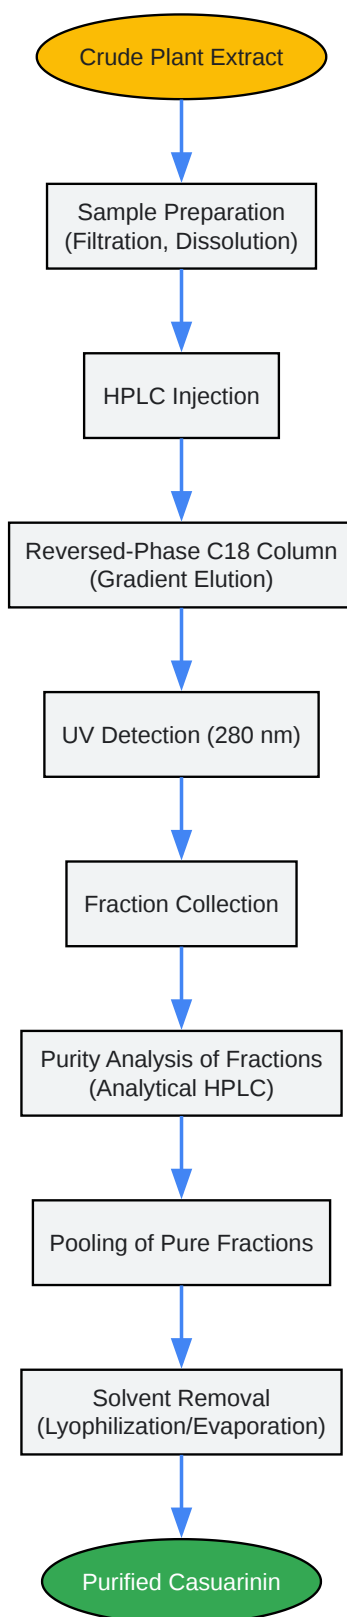 Crude Plant Extract
Sample Preparation
(Filtration, Dissolution)
HPLC Injection
Reversed-Phase C18 Column
(Gradient Elution)
UV Detection (280 nm)
Fraction Collection
Purity Analysis of Fractions
(Analytical HPLC)
Pooling of Pure Fractions
Solvent Removal
(Lyophilization/Evaporation)
Purified Casuarinin